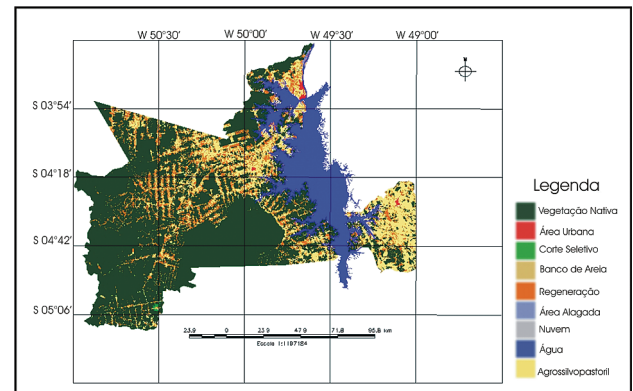 W 50°30' W 50°00' W 49°30' W 49°00'
N
S 03°54'
S 04°18'
S 04°42'
S 05°06'
23.9 0 23.9 47.9 71.8 95.8 km
Escala 1:1197184
Legenda
Vegetação Nativa
Área Urbana
Corte Seletivo
Banco de Areia
Regeneração
Área Alagada
Nuvem
Água
Agrossilvopastoril